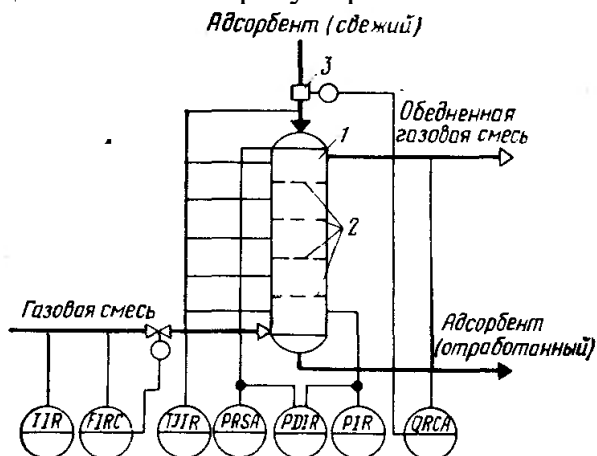 Адсорбент (свежий)
3
Обедненная
газовая смесь
1
2
Газовая смесь
Адсорбент
(отработанный)
TIR
FIRC
TJIR
PRSA
PDIR
PIR
QRCA